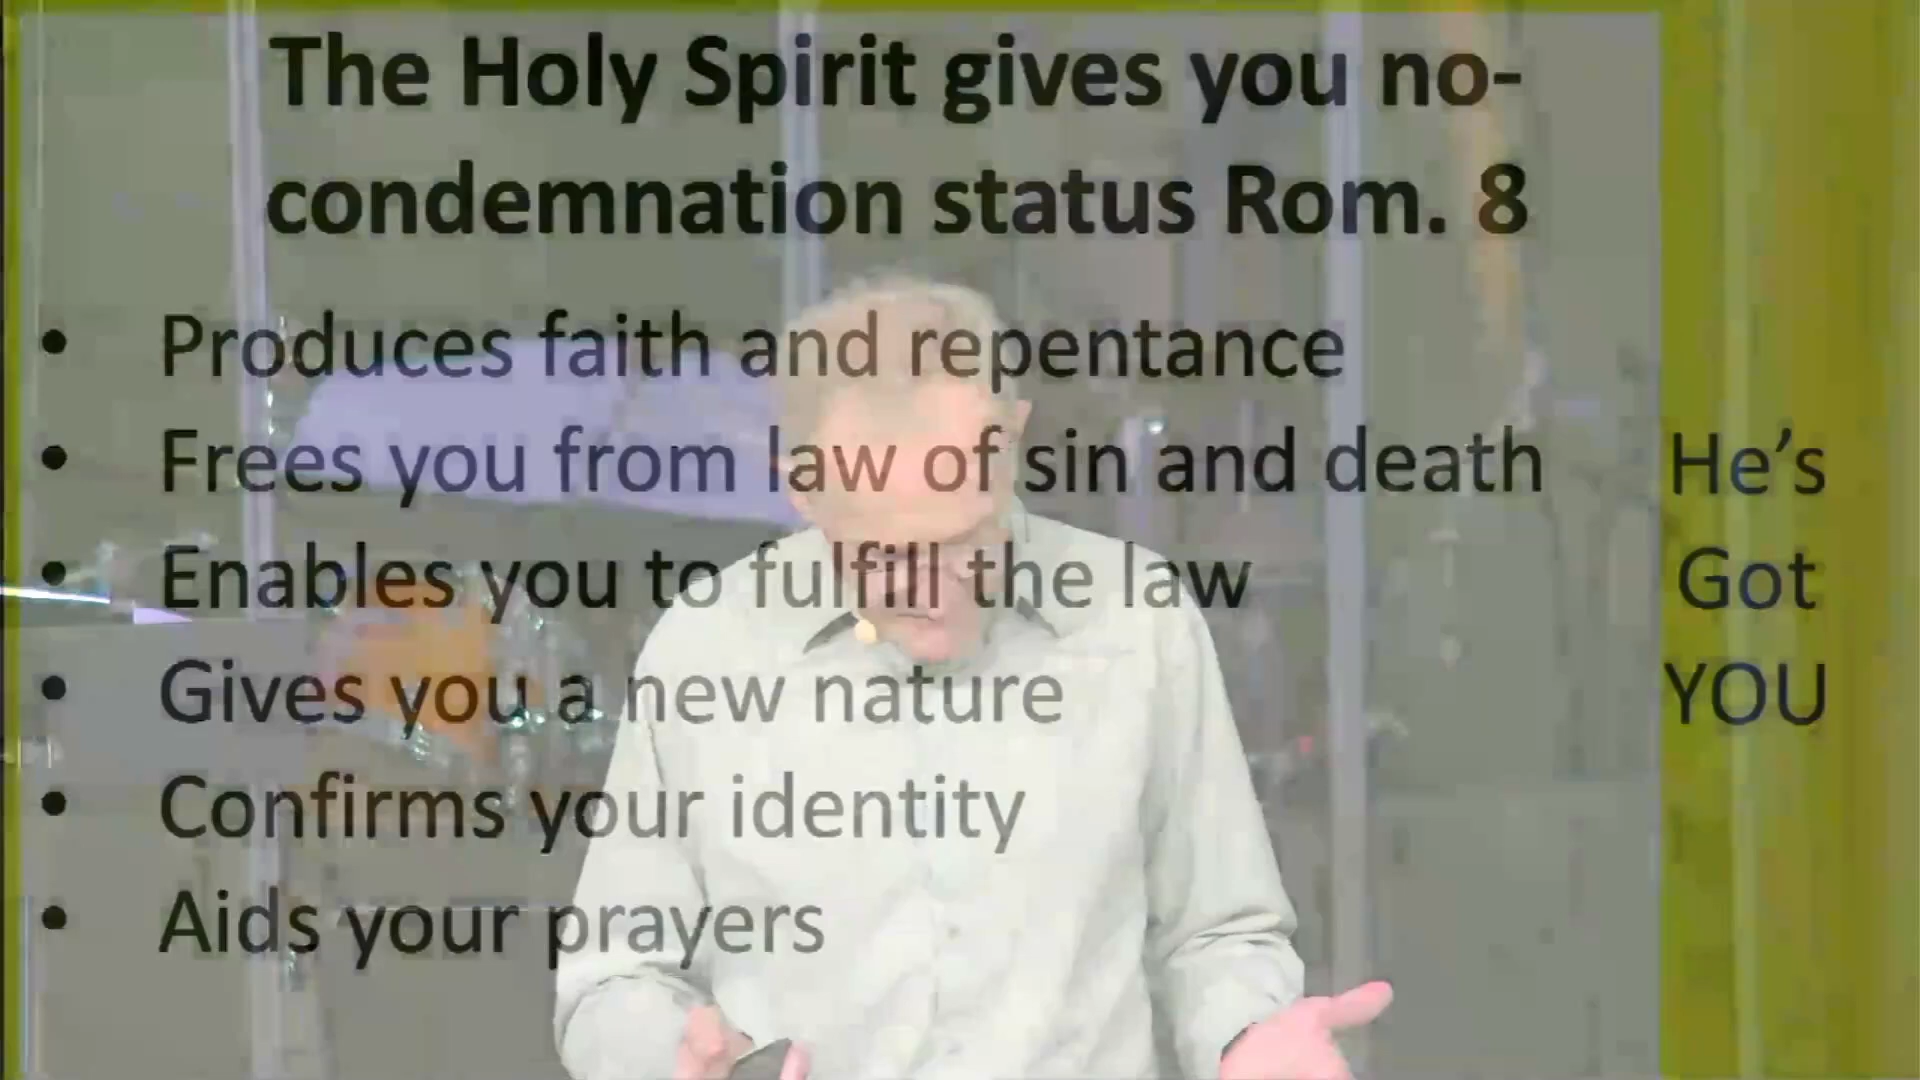 The Holy Spirit gives you no-
condemnation status Rom. 8
• Produces faith and repentance
• Frees you from law of sin and death
• Enables you to fulfill the law
• Gives you a new nature
• Confirms your identity
• Aids your prayers
He’s
Got
YOU